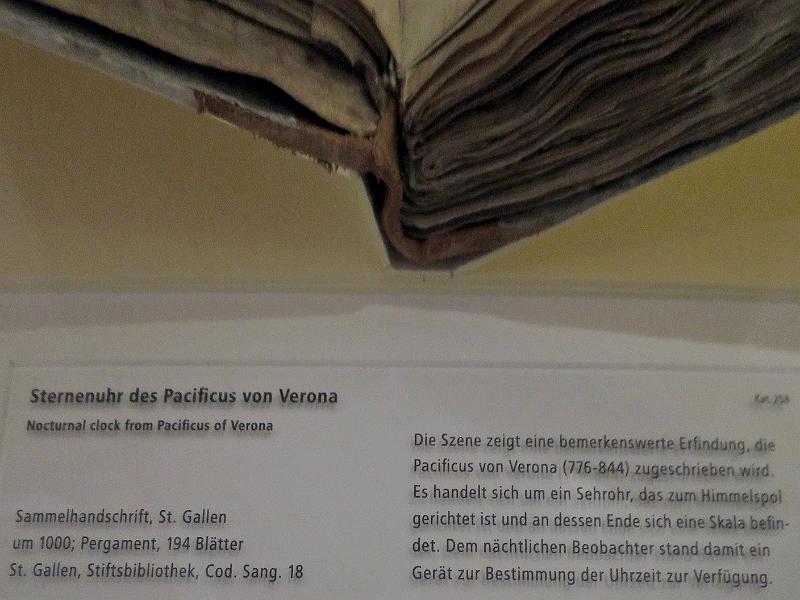 Sternenuhr des Pacificus von Verona
Nocturnal clock from Pacificus of Verona
Sammelhandschrift, St. Gallen
um 1000; Pergament, 194 Blätter
St. Gallen, Stiftsbibliothek, Cod. Sang. 18
Kat. 258
Die Szene zeigt eine bemerkenswerte Erfindung, die
Pacificus von Verona (776-844) zugeschrieben wird.
Es handelt sich um ein Sehrohr, das zum Himmelspol
gerichtet ist und an dessen Ende sich eine Skala befin-
det. Dem nächtlichen Beobachter stand damit ein
Gerät zur Bestimmung der Uhrzeit zur Verfügung.